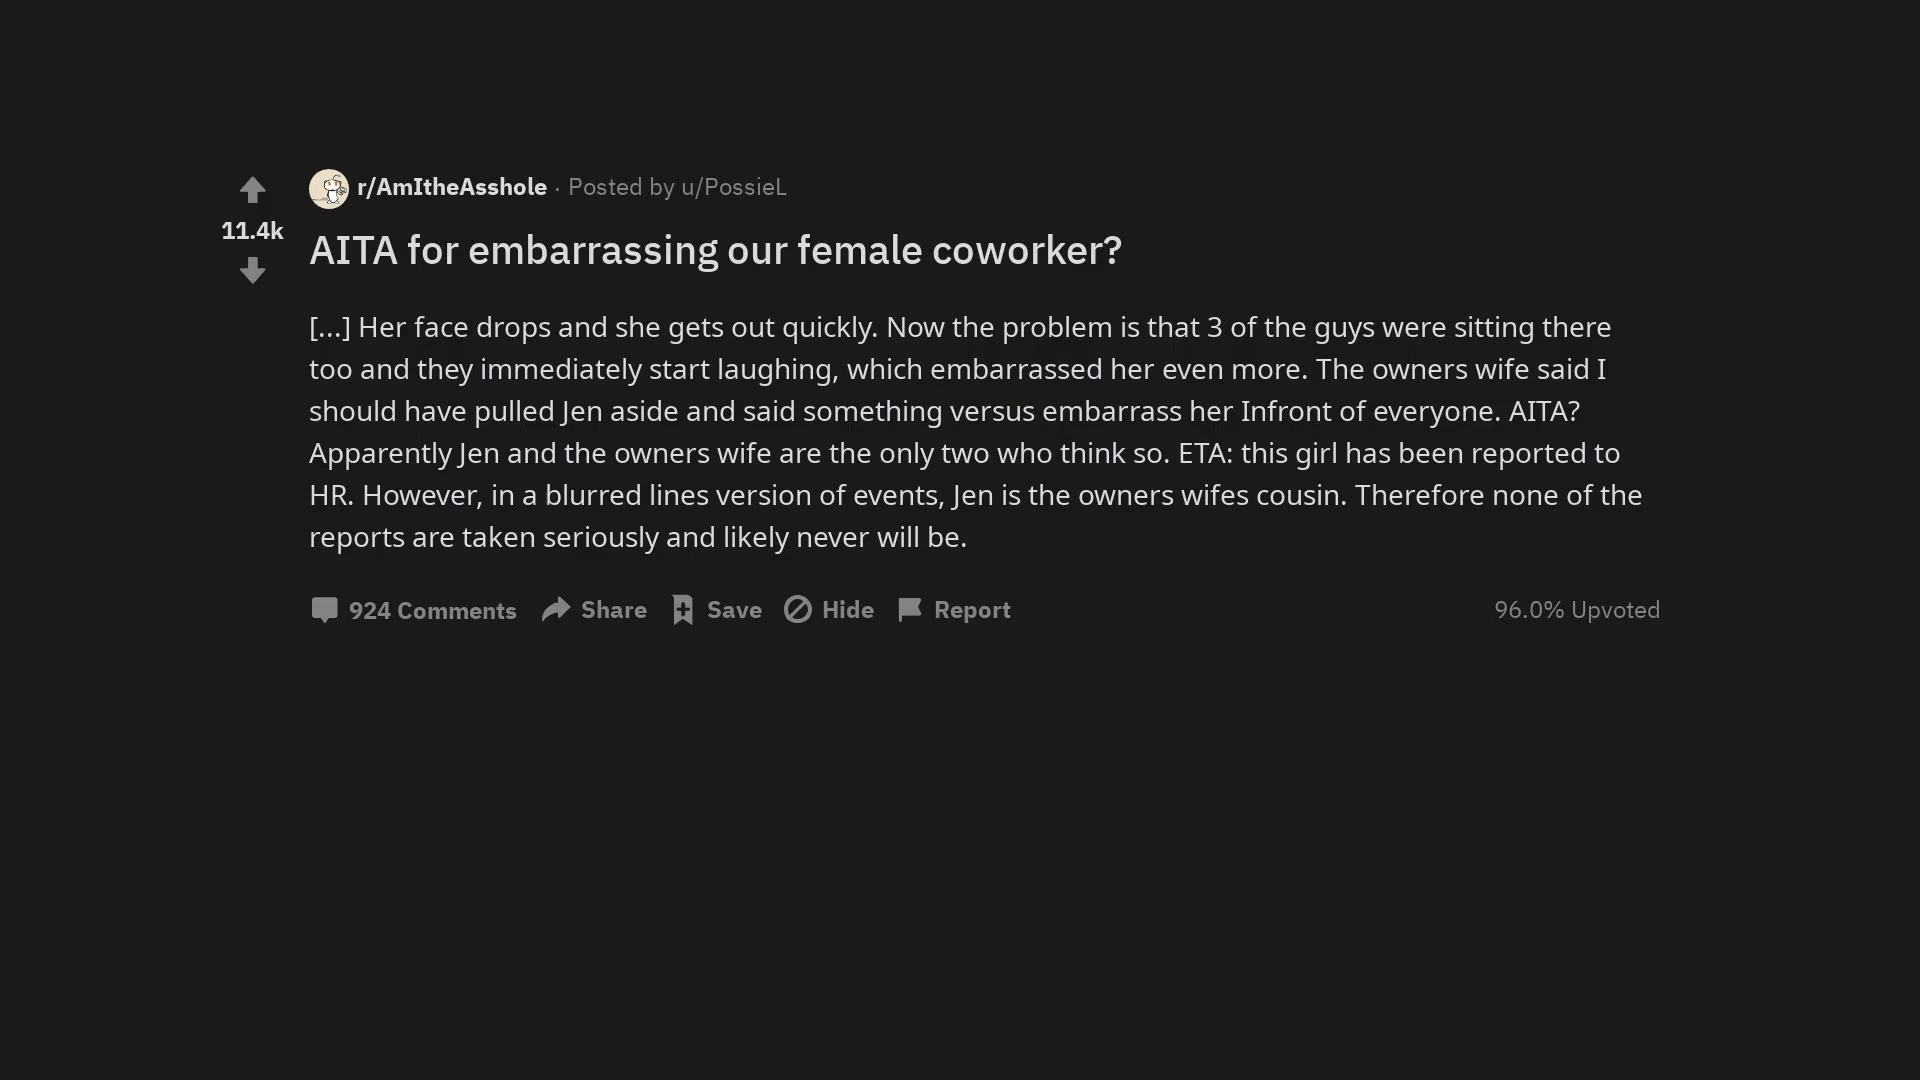 r/AmItheAsshole · Posted by u/PossieL
11.4k
AITA for embarrassing our female coworker?
[...] Her face drops and she gets out quickly. Now the problem is that 3 of the guys were sitting there
too and they immediately start laughing, which embarrassed her even more. The owners wife said I
should have pulled Jen aside and said something versus embarrass her Infront of everyone. AITA?
Apparently Jen and the owners wife are the only two who think so. ETA: this girl has been reported to
HR. However, in a blurred lines version of events, Jen is the owners wifes cousin. Therefore none of the
reports are taken seriously and likely never will be.
924 Comments Share Save Hide Report 96.0% Upvoted